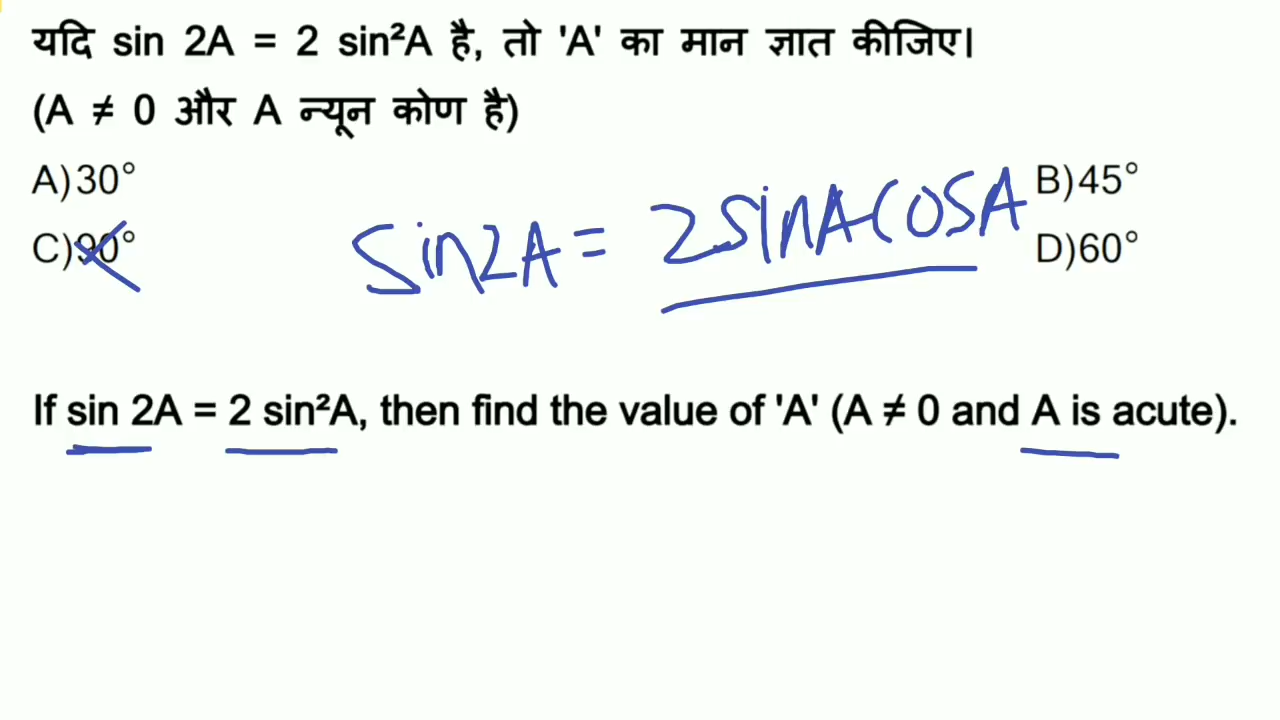 यदि sin 2A = 2 sin²A है, तो 'A' का मान ज्ञात कीजिए।
(A ≠ 0 और A न्यून कोण है)
A)30°
B)45°
sin2A = 2sinAcosA
C)90°
D)60°
If sin 2A = 2 sin²A, then find the value of 'A' (A ≠ 0 and A is acute).